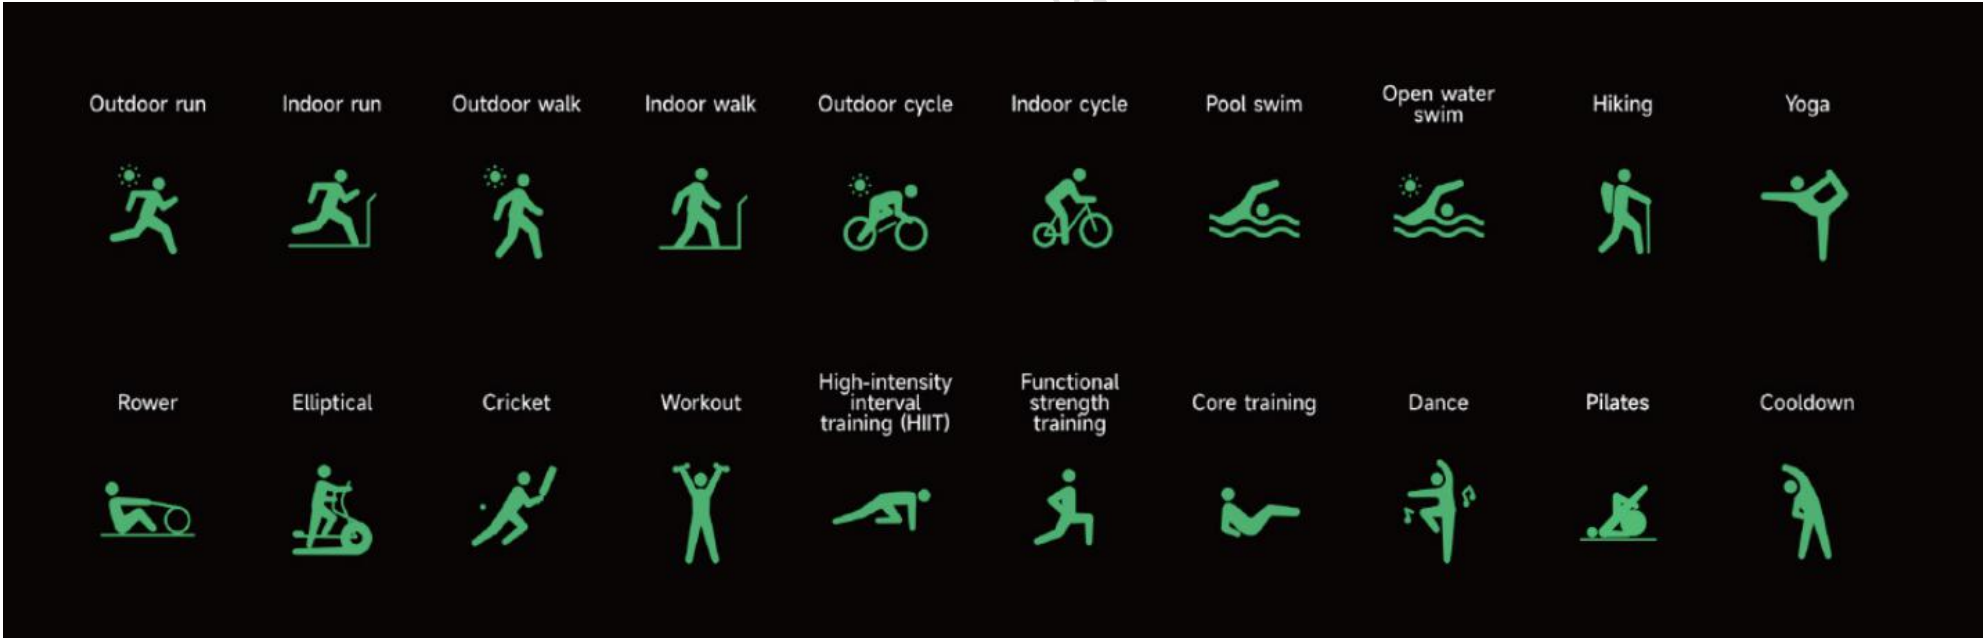 Outdoor run
Indoor run
Outdoor walk
Indoor walk
Outdoor cycle
Indoor cycle
Pool swim
Open water
swim
Hiking
Yoga
Rower
Elliptical
Cricket
Workout
High-intensity
interval
training (HIIT)
Functional
strength
training
Core training
Dance
Pilates
Cooldown